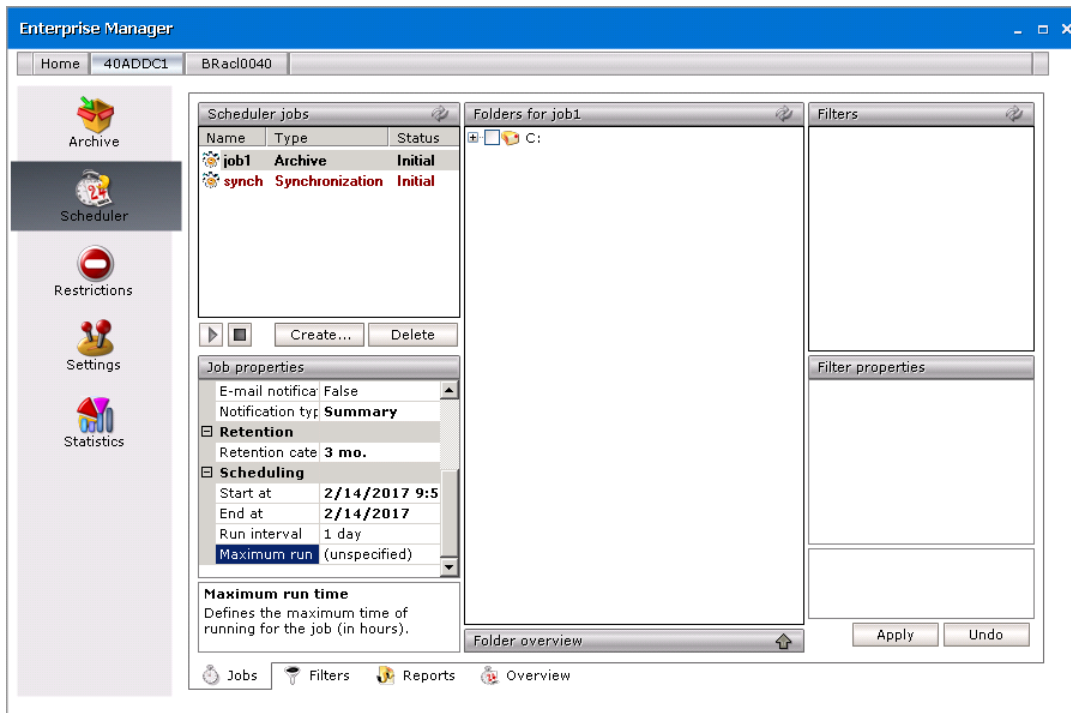 Enterprise Manager
Home 40ADDC1 BRacl0040
Archive
Scheduler
Restrictions
Settings
Statistics
Scheduler jobs
Name Type Status
job1 Archive Initial
synch Synchronization Initial
Create... Delete
Job properties
E-mail notifica False
Notification typ Summary
Retention
Retention cate 3 mo.
Scheduling
Start at 2/14/2017 9:5
End at 2/14/2017
Run interval 1 day
Maximum run (unspecified)
Maximum run time
Defines the maximum time of
running for the job (in hours).
Folders for job1
C:
Folder overview
Filters
Filter properties
Apply Undo
Jobs Filters Reports Overview